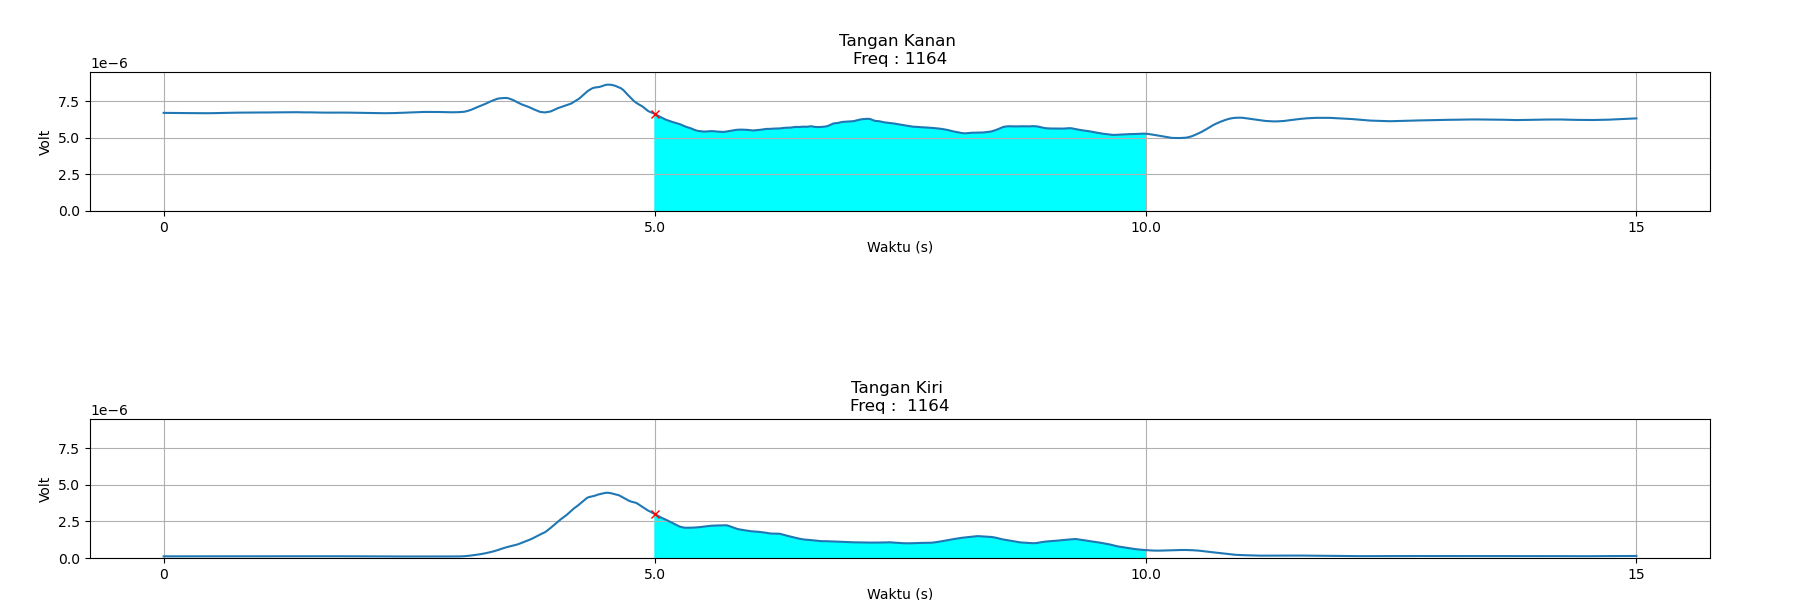 Tangan Kanan
Freq : 1164
1e−6
7.5
5.0
2.5
0.0
Volt
0 5.0 10.0 15
Waktu (s)
Tangan Kiri
Freq :  1164
1e−6
7.5
5.0
2.5
0.0
Volt
0 5.0 10.0 15
Waktu (s)